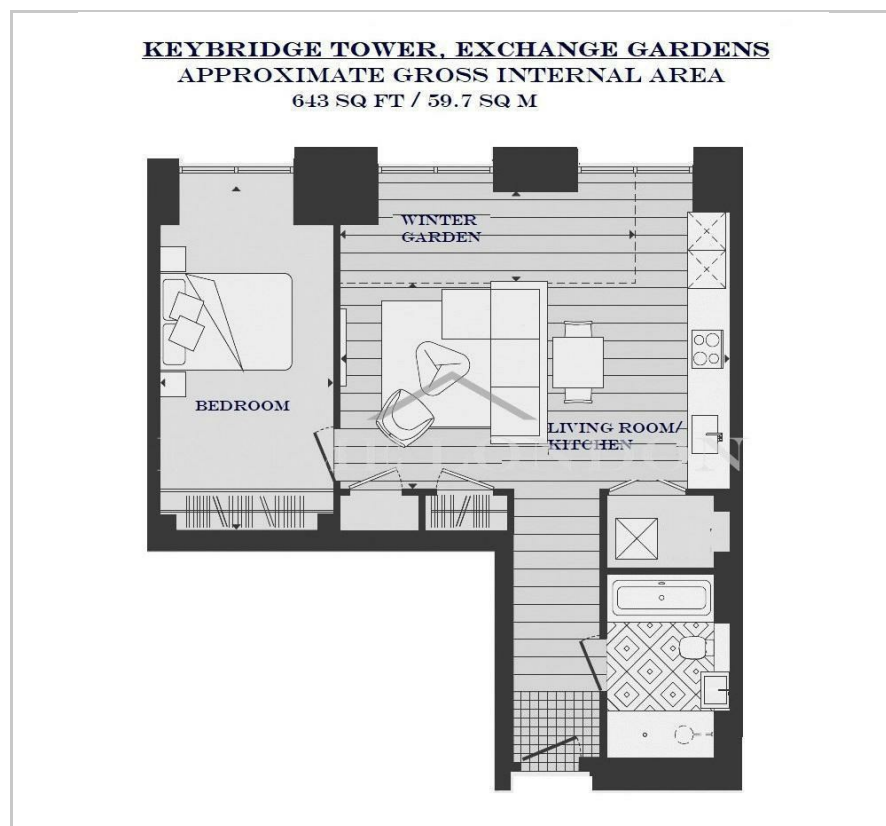 KEYBRIDGE TOWER, EXCHANGE GARDENS
APPROXIMATE GROSS INTERNAL AREA
643 SQ FT / 59.7 SQ M
WINTER
GARDEN
BEDROOM
LIVING ROOM/
KITCHEN